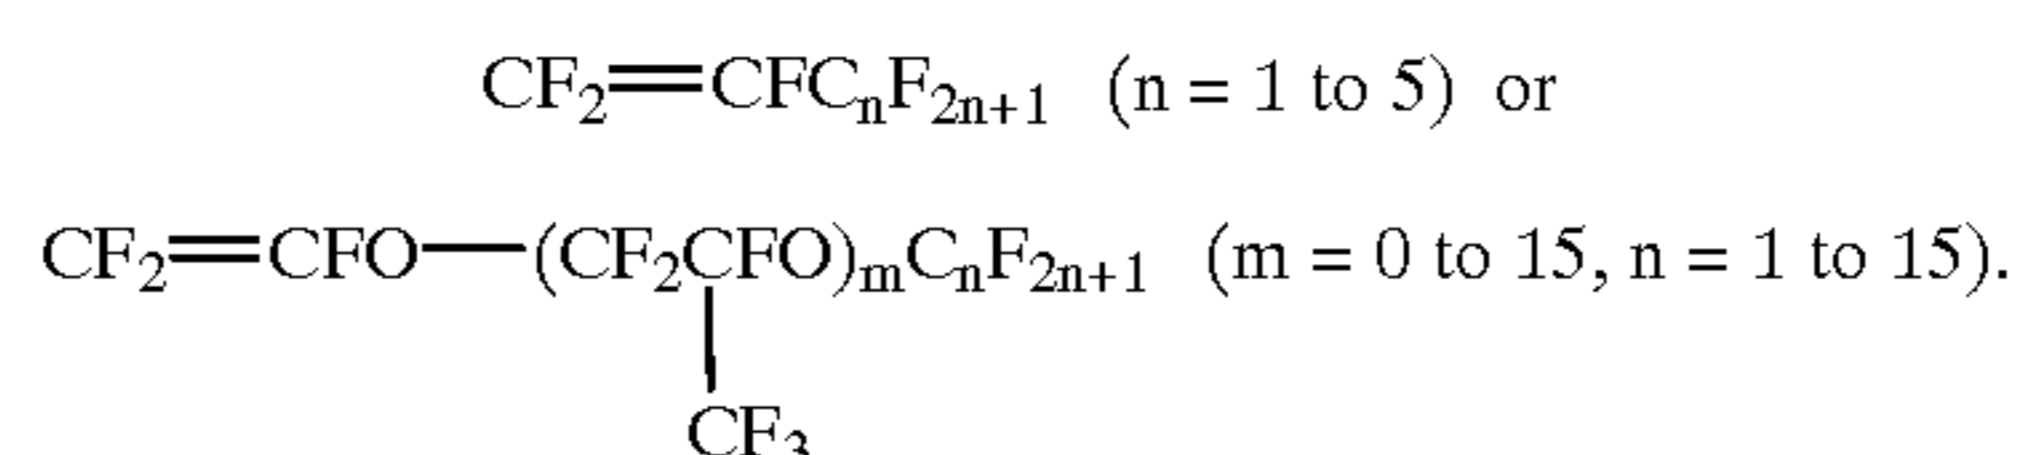 CF₂=CFCₙF₂ₙ₊₁ (n = 1 to 5) or
CF₂=CFO—(CF₂CFO)ₘCₙF₂ₙ₊₁ (m = 0 to 15, n = 1 to 15).
CF₃